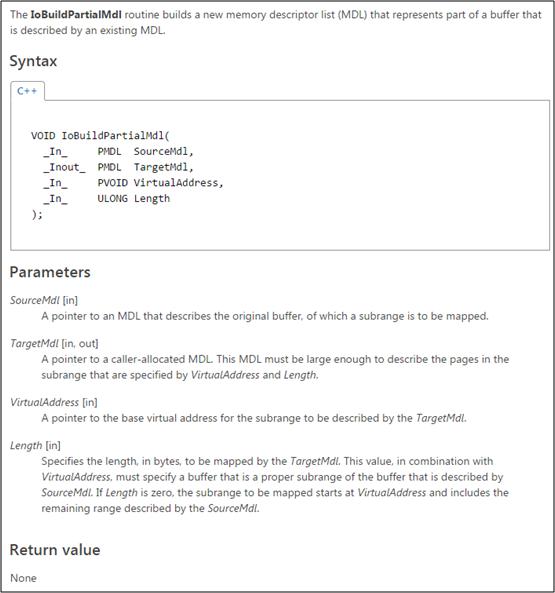 The IoBuildPartialMdl routine builds a new memory descriptor list (MDL) that represents part of a buffer that
is described by an existing MDL.
Syntax
C++
VOID IoBuildPartialMdl(
_In_ PMDL SourceMdl,
_Inout_ PMDL TargetMdl,
_In_ PVOID VirtualAddress,
_In_ ULONG Length
);
Parameters
SourceMdl [in]
A pointer to an MDL that describes the original buffer, of which a subrange is to be mapped.
TargetMdl [in, out]
A pointer to a caller-allocated MDL. This MDL must be large enough to describe the pages in the
subrange that are specified by VirtualAddress and Length.
VirtualAddress [in]
A pointer to the base virtual address for the subrange to be described by the TargetMdl.
Length [in]
Specifies the length, in bytes, to be mapped by the TargetMdl. This value, in combination with
VirtualAddress, must specify a buffer that is a proper subrange of the buffer that is described by
SourceMdl. If Length is zero, the subrange to be mapped starts at VirtualAddress and includes the
remaining range described by the SourceMdl.
Return value
None